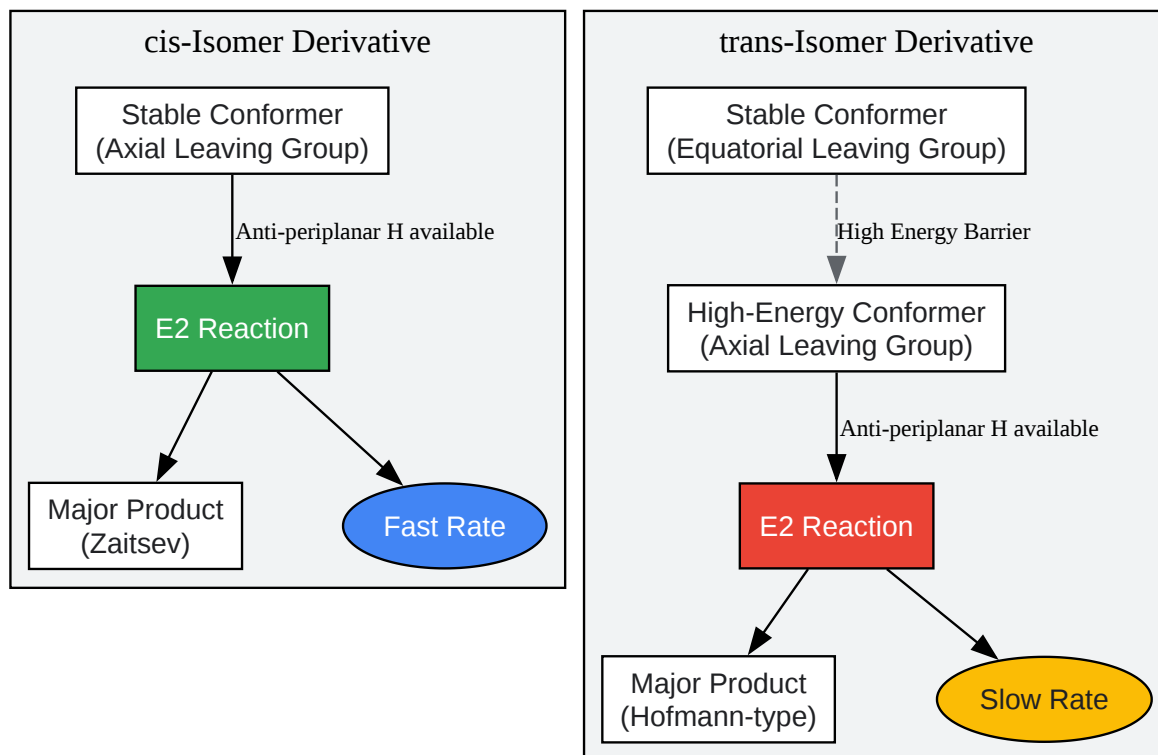 cis-Isomer Derivative
Stable Conformer
(Axial Leaving Group)
Anti-periplanar H available
E2 Reaction
Major Product
(Zaitsev)
Fast Rate
trans-Isomer Derivative
Stable Conformer
(Equatorial Leaving Group)
High Energy Barrier
High-Energy Conformer
(Axial Leaving Group)
Anti-periplanar H available
E2 Reaction
Major Product
(Hofmann-type)
Slow Rate